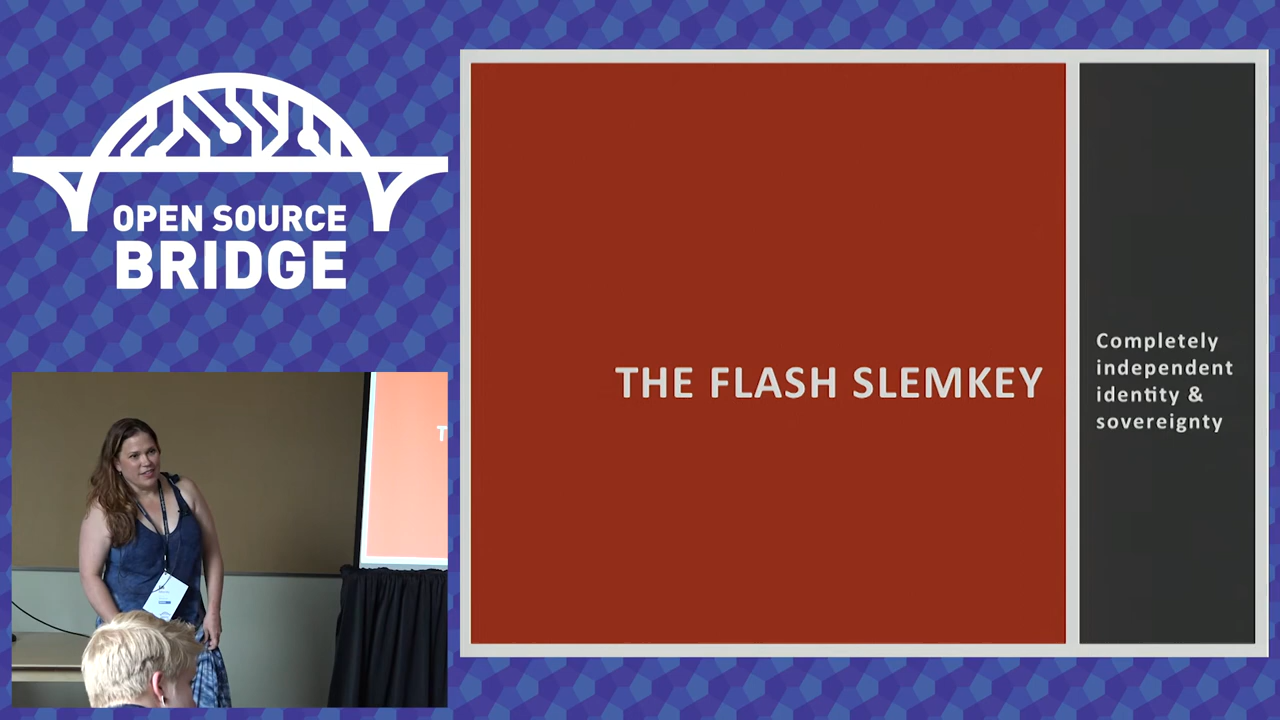 OPEN SOURCE
BRIDGE
THE FLASH SLEMKEY
Completely
independent
identity &
sovereignty
T